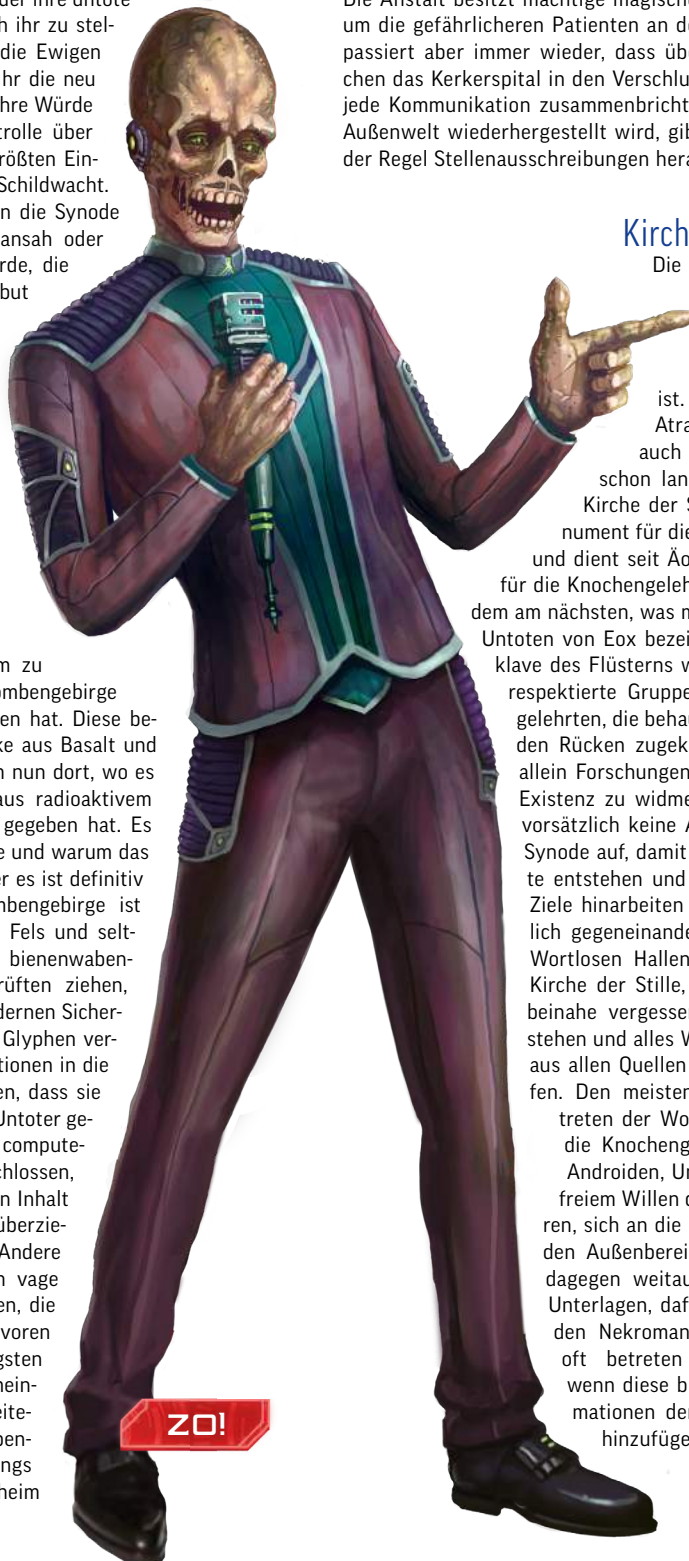 der ihre untote
h ihr zu stel-
die Ewigen
hr die neu
hre Würde
trolle über
rößten Ein-
Schildwacht.
n die Synode
ansah oder
rde, die
but
m zu
ombengebirge
en hat. Diese be-
ke aus Basalt und
n nun dort, wo es
aus radioaktivem
gegeben hat. Es
e und warum das
er es ist definitiv
mbengebirge ist
Fels und selt-
bienenwaben-
rüften ziehen,
dernen Sicher-
Glyphen ver-
tionen in die
en, dass sie
Untoter ge-
compute-
chlossen,
n Inhalt
überzie-
Andere
n vage
en, die
voren
gsten
nein-
eite-
ben-
ngs
heim
Die Anstalt besitzt mächtige magische
um die gefährlicheren Patienten an de
passiert aber immer wieder, dass üb
chen das Kerkerspital in den Verschlu
jede Kommunikation zusammenbricht
Außenwelt wiederhergestellt wird, gib
der Regel Stellenausschreibungen hera
Kirch
Die
ist.
Atra
auch
schon lan
Kirche der S
nument für die
und dient seit Äo
für die Knochengeleh
dem am nächsten, was m
Untoten von Eox bezei
klave des Flüsterns w
respektierte Gruppe
gelehrten, die beha
den Rücken zugek
allein Forschungen
Existenz zu widme
vorsätzlich keine A
Synode auf, damit
te entstehen und
Ziele hinarbeiten
lich gegeneinande
Wortlosen Hallen
Kirche der Stille,
beinahe vergesse
stehen und alles W
aus allen Quellen
fen. Den meisten
treten der Wo
die Knocheng
Androiden, Un
freiem Willen d
ren, sich an die
den Außenberei
dagegen weitau
Unterlagen, daf
den Nekroman
oft betreten
wenn diese b
mationen der
hinzufüge
ZO!